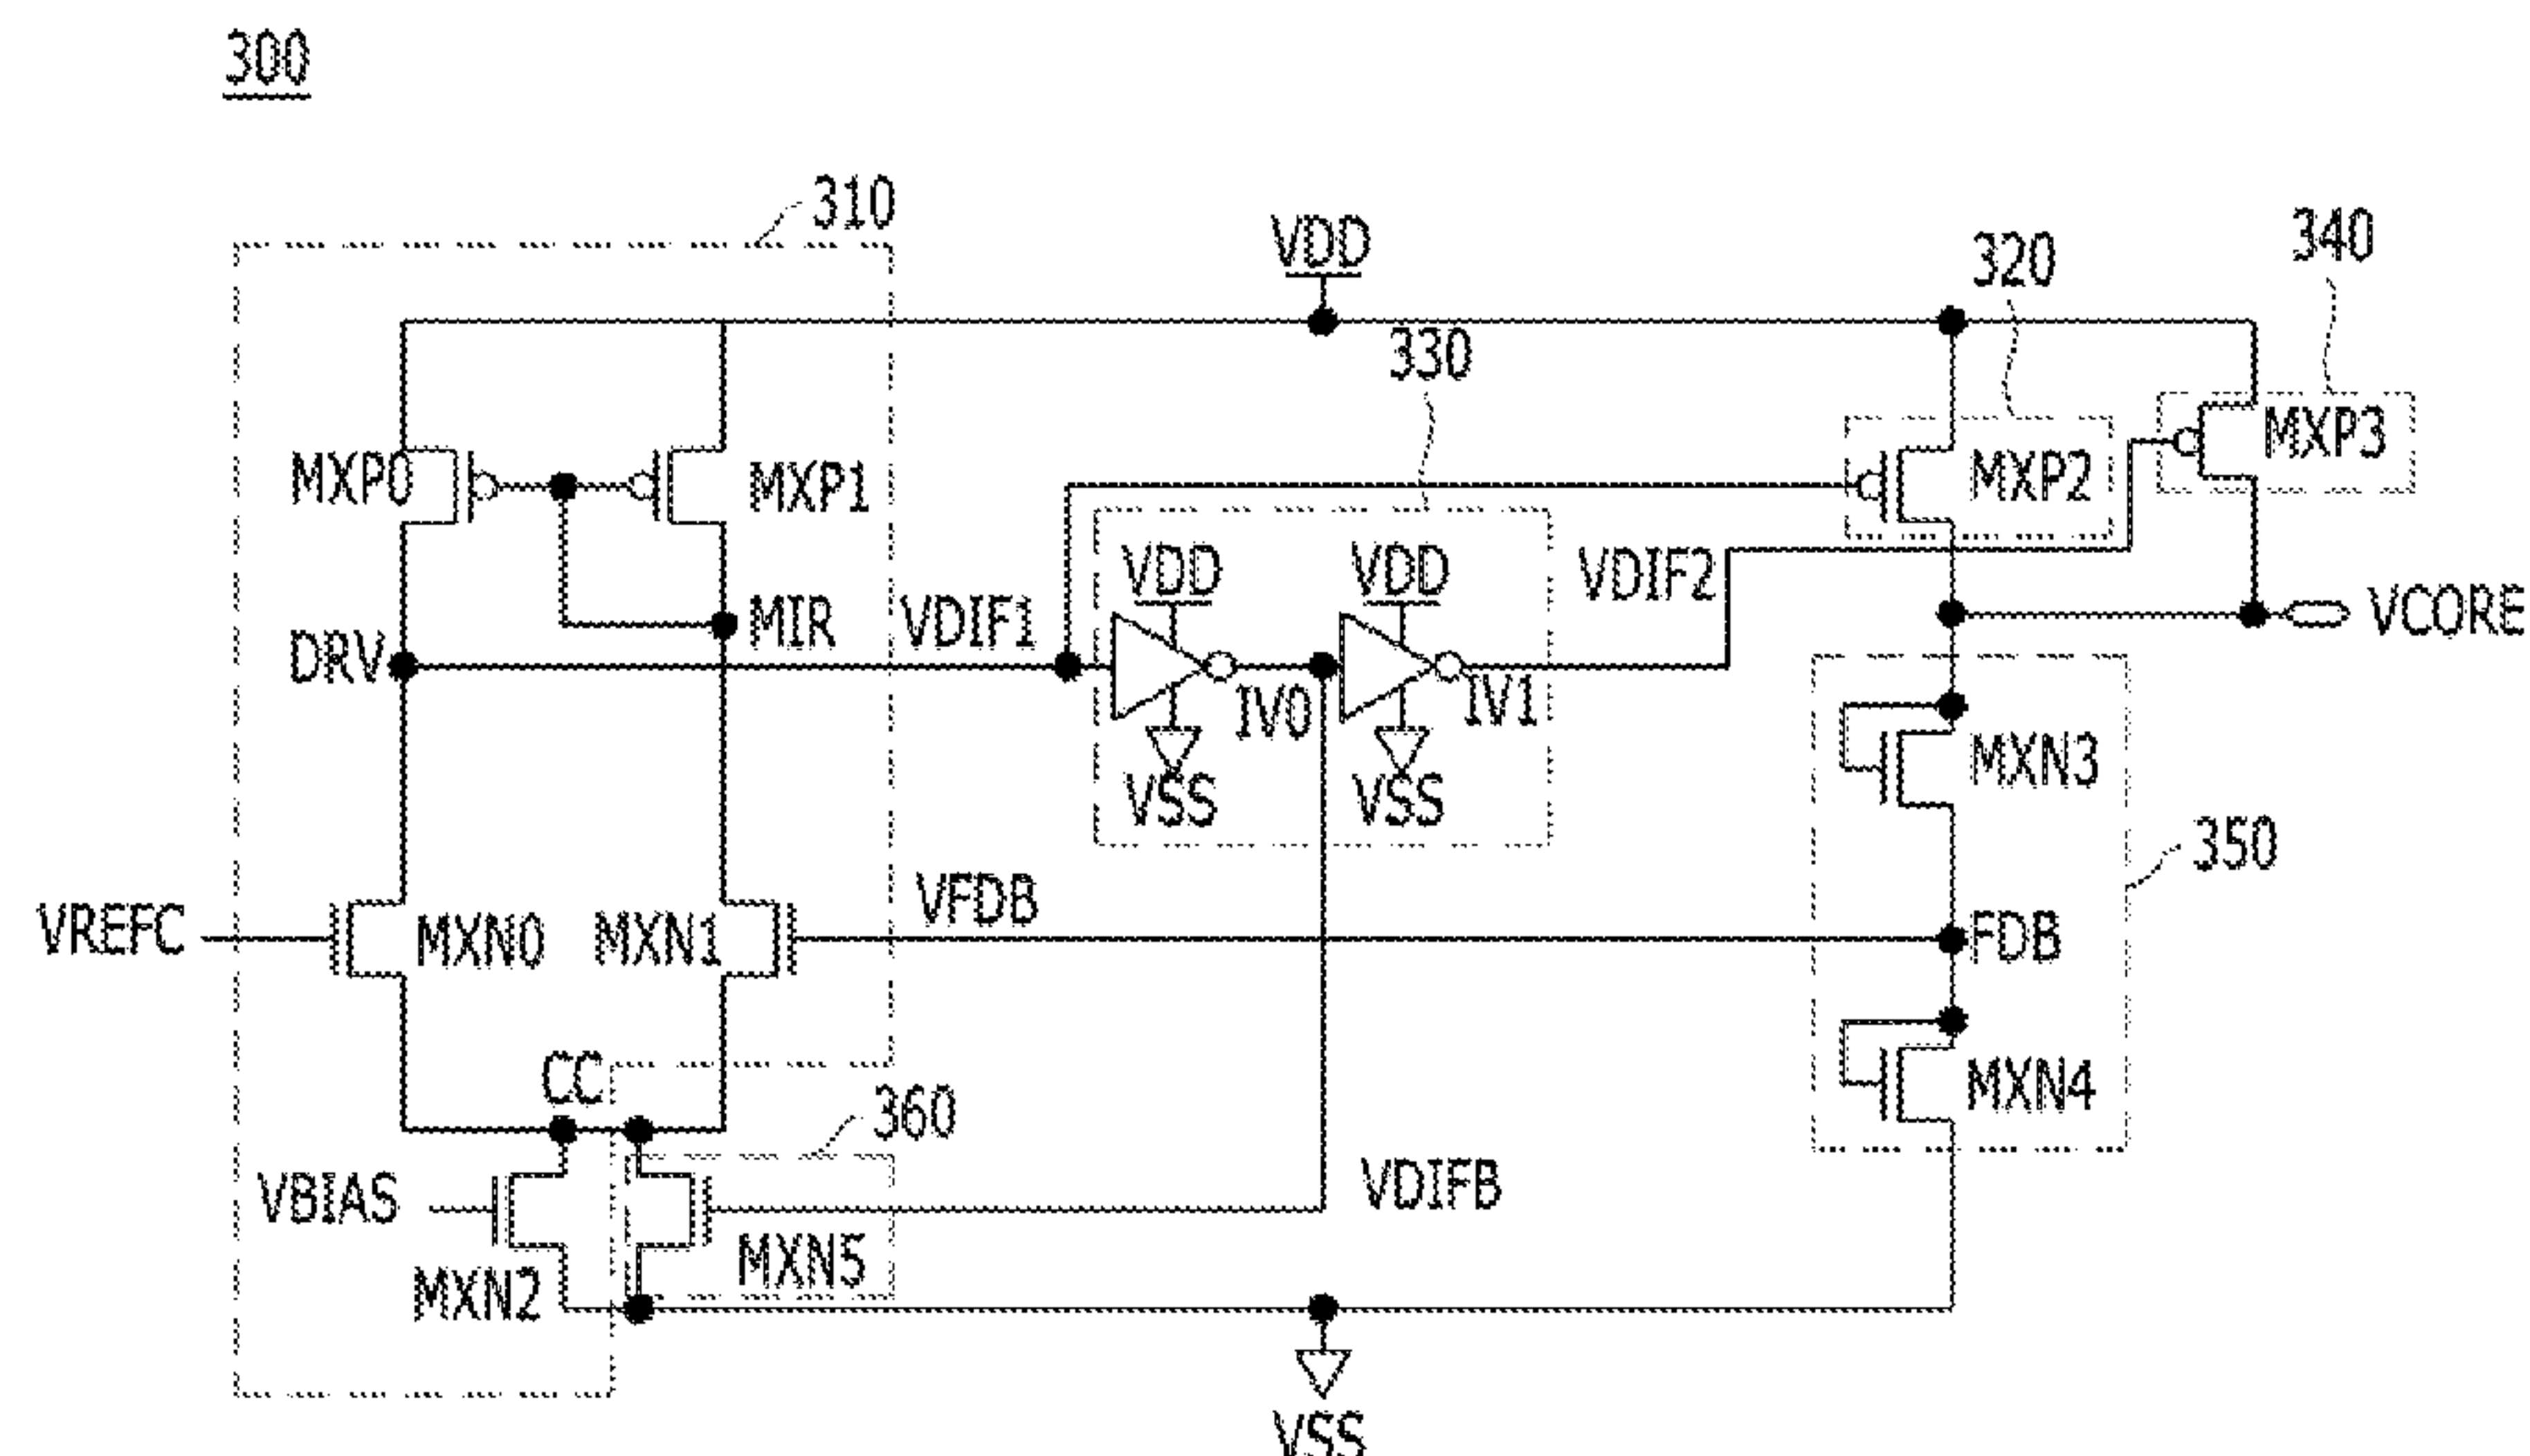 300
310
VDD
340
320
330
MXP3
MXP0
MXP1
MXP2
VDD
VDD
VDIF2
MIR
VDIF1
VCORE
DRV
IV0
IV1
VSS
VSS
MXN3
350
VREFC
MXN0
MXN1
VFDB
FDB
CC
360
MXN4
VBIAS
VDIFB
MXN5
MXN2
VSS